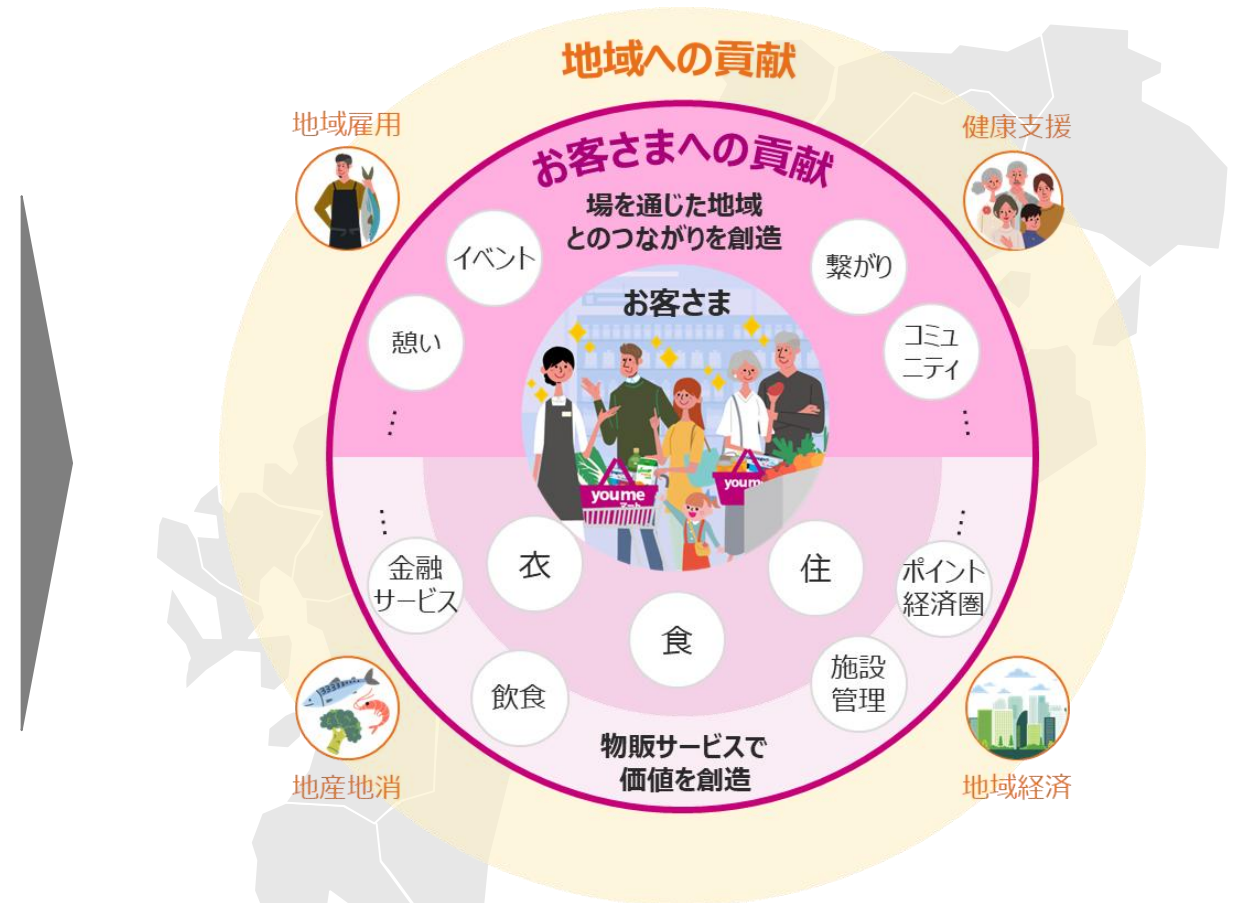 地域への貢献
地域雇用
健康支援
お客さまへの貢献
場を通じた地域
とのつながりを創造
イベント
繋がり
憩い
コミュ
ニティ
お客さま
youme
youm
金融
サービス
衣
住
ポイント
経済圏
食
飲食
施設
管理
物販サービスで
価値を創造
地産地消
地域経済